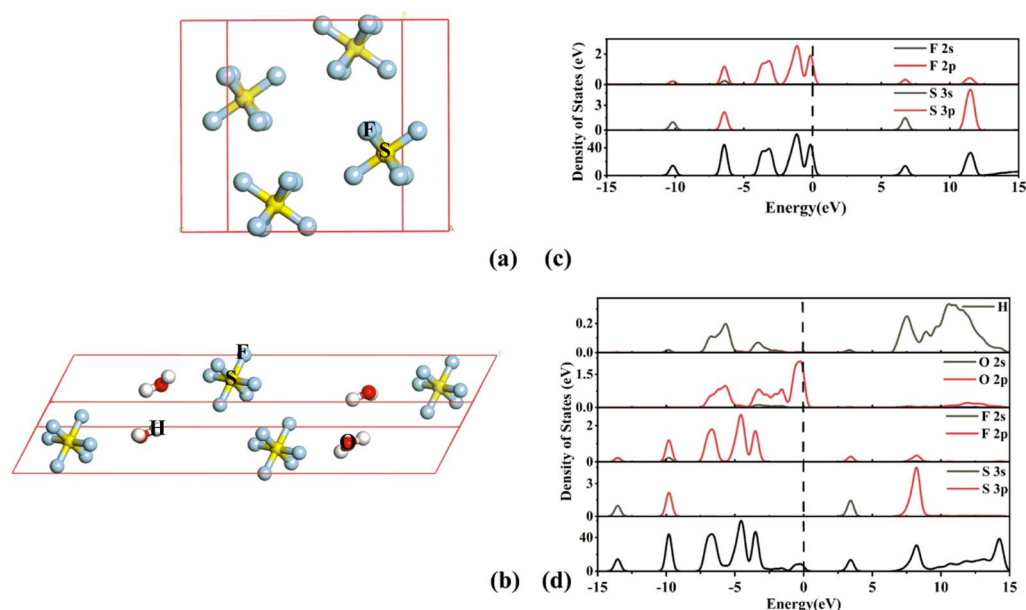 F
S
(a)
(c)
Density of States (eV)
2
0
3
0
40
0
F 2s
F 2p
S 3s
S 3p
-15 -10 -5 0 5 10 15
Energy(eV)
F
S
H
O
(b)
(d)
Density of States (eV)
0.2
0.0
1.5
0.0
2
0
3
0
40
0
H
O 2s
O 2p
F 2s
F 2p
S 3s
S 3p
-15 -10 -5 0 5 10 15
Energy(eV)